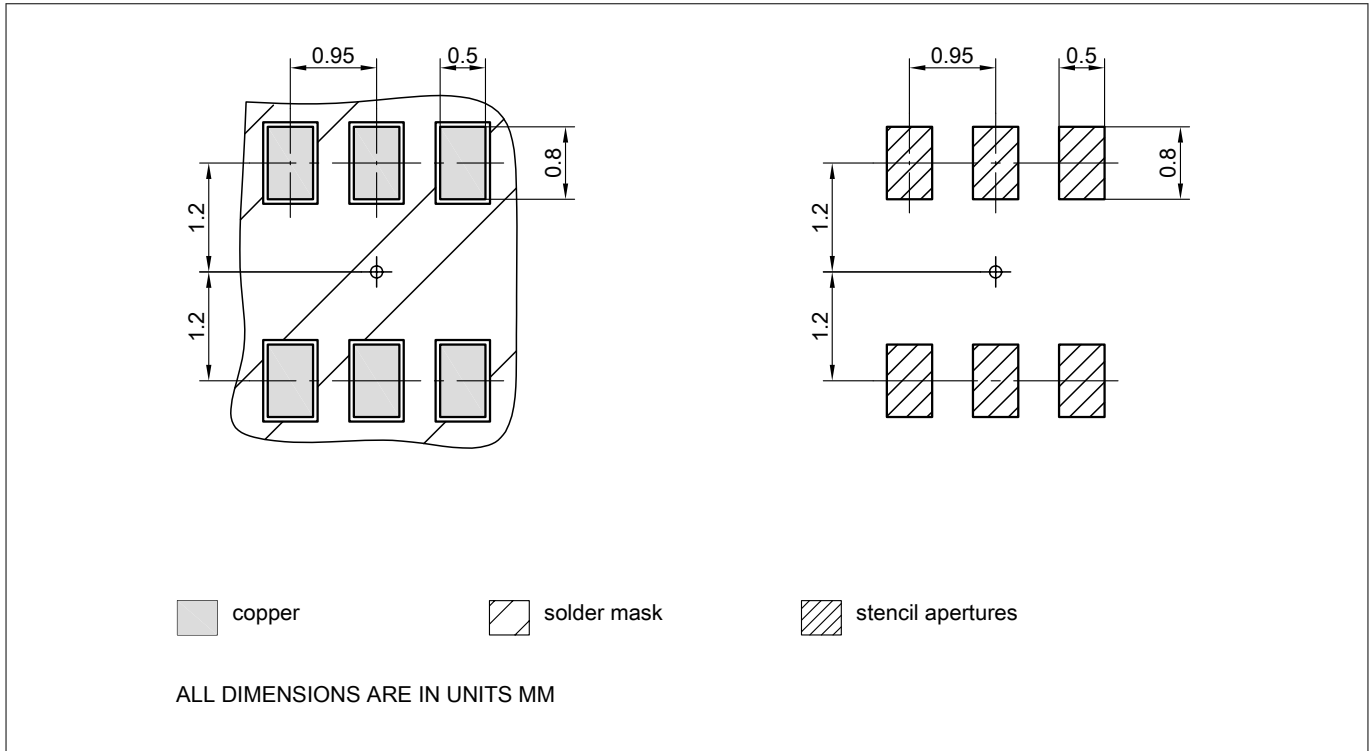 0.95 0.5 0.95 0.5
0.8 0.8
1.2 1.2
1.2 1.2
copper solder mask stencil apertures
ALL DIMENSIONS ARE IN UNITS MM